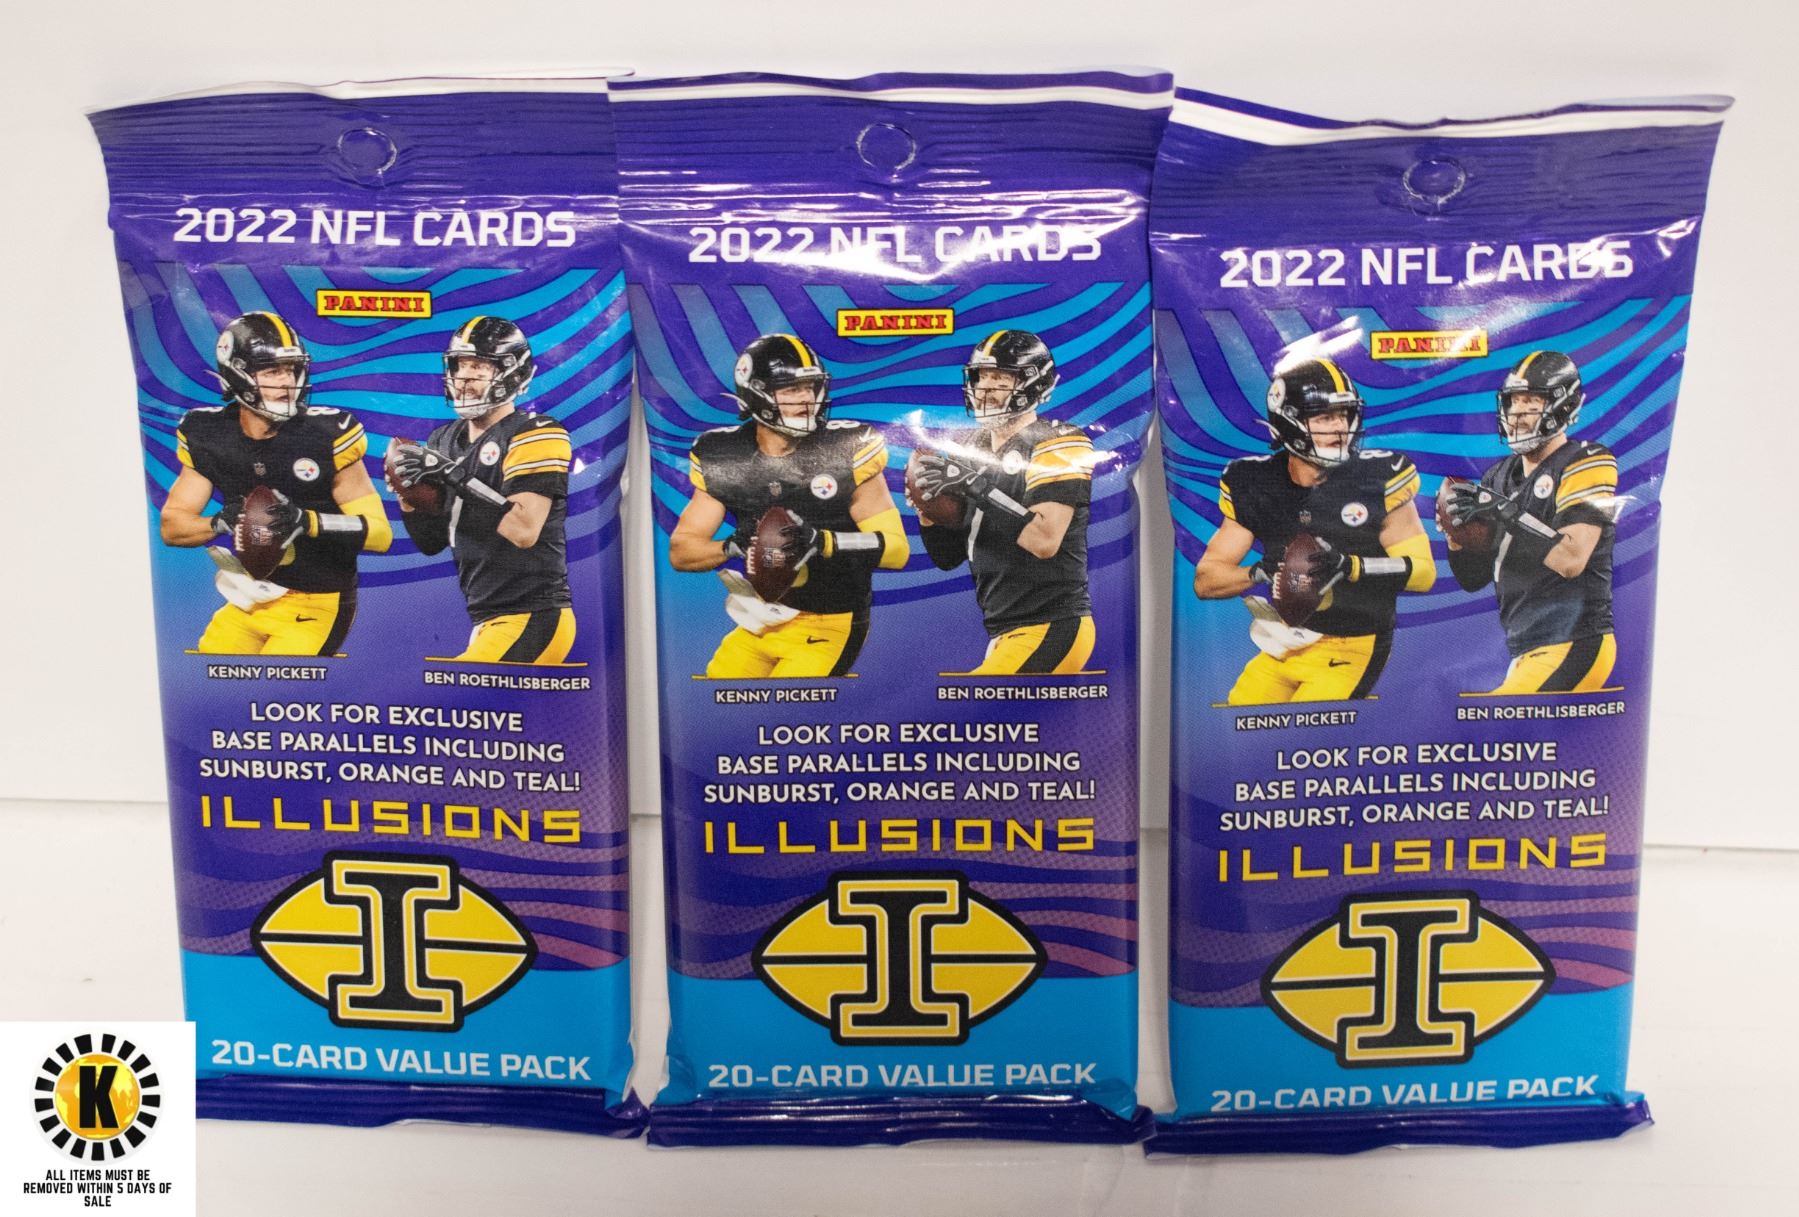 2022 NFL CARDS
PANINI
KENNY PICKETT
BEN ROETHLISBERGER
LOOK FOR EXCLUSIVE
BASE PARALLELS INCLUDING
SUNBURST, ORANGE AND TEAL!
ILLUSIONS
I
20-CARD VALUE PACK
2022 NFL CARDS
PANINI
KENNY PICKETT
BEN ROETHLISBERGER
LOOK FOR EXCLUSIVE
BASE PARALLELS INCLUDING
SUNBURST, ORANGE AND TEAL!
ILLUSIONS
I
20-CARD VALUE PACK
2022 NFL CARDS
PANINI
KENNY PICKETT
BEN ROETHLISBERGER
LOOK FOR EXCLUSIVE
BASE PARALLELS INCLUDING
SUNBURST, ORANGE AND TEAL!
ILLUSIONS
I
20-CARD VALUE PACK
K
ALL ITEMS MUST BE
REMOVED WITHIN 5 DAYS OF
SALE